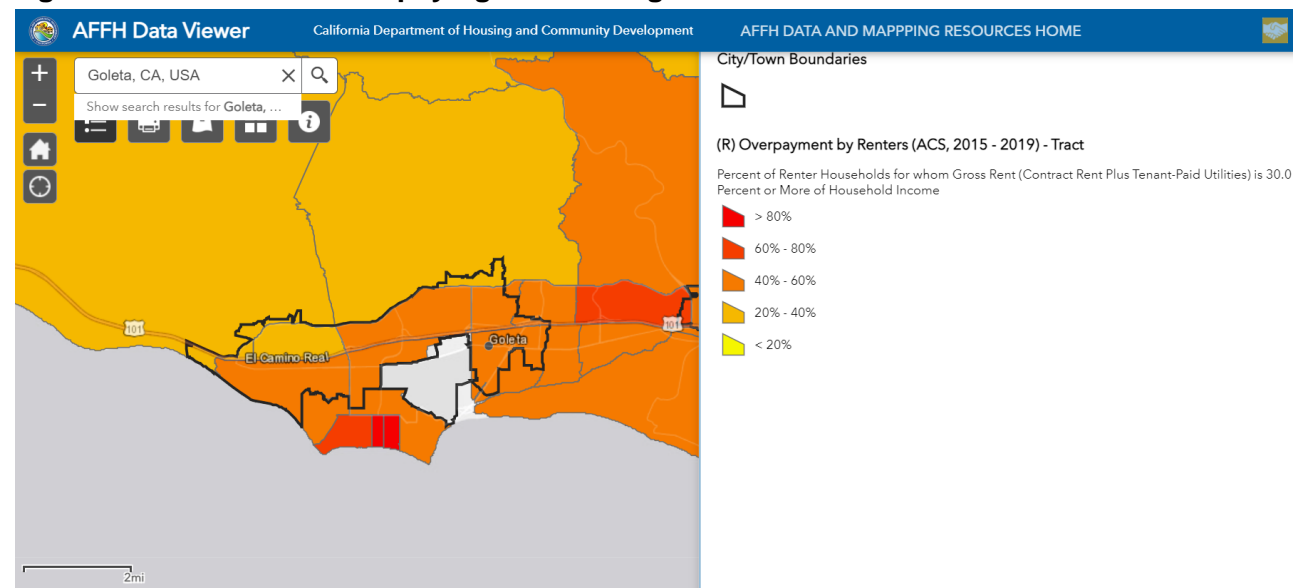 AFFH Data Viewer
California Department of Housing and Community Development
AFFH DATA AND MAPPPING RESOURCES HOME
Goleta, CA, USA
Show search results for Goleta, ...
City/Town Boundaries
(R) Overpayment by Renters (ACS, 2015 - 2019) - Tract
Percent of Renter Households for whom Gross Rent (Contract Rent Plus Tenant-Paid Utilities) is 30.0
Percent or More of Household Income
> 80%
60% - 80%
40% - 60%
20% - 40%
< 20%
101
El Camino Real
Goleta
101
2mi